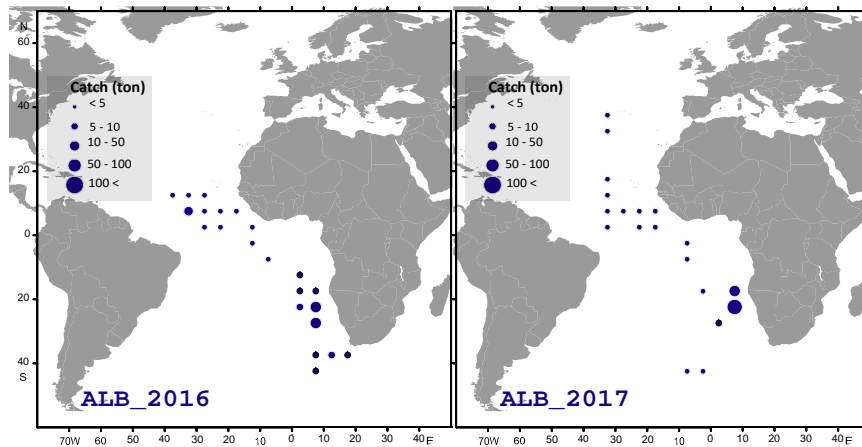 N
60
40
20
0
20
40
S
Catch (ton)
< 5
5 - 10
10 - 50
50 - 100
100 <
ALB_2016
70W 60 50 40 30 20 10 0 10 20 30 40 E
Catch (ton)
< 5
5 - 10
10 - 50
50 - 100
100 <
ALB_2017
70W 60 50 40 30 20 10 0 10 20 30 40 E